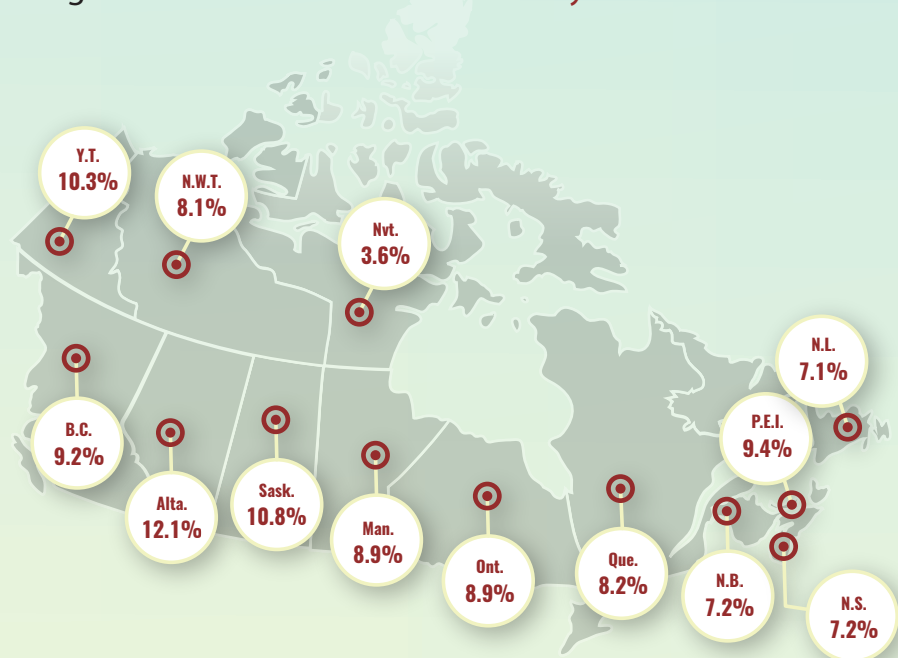 Y.T.
10.3%
N.W.T.
8.1%
Nvt.
3.6%
N.L.
7.1%
P.E.I.
9.4%
B.C.
9.2%
Alta.
12.1%
Sask.
10.8%
Man.
8.9%
Ont.
8.9%
Que.
8.2%
N.B.
7.2%
N.S.
7.2%